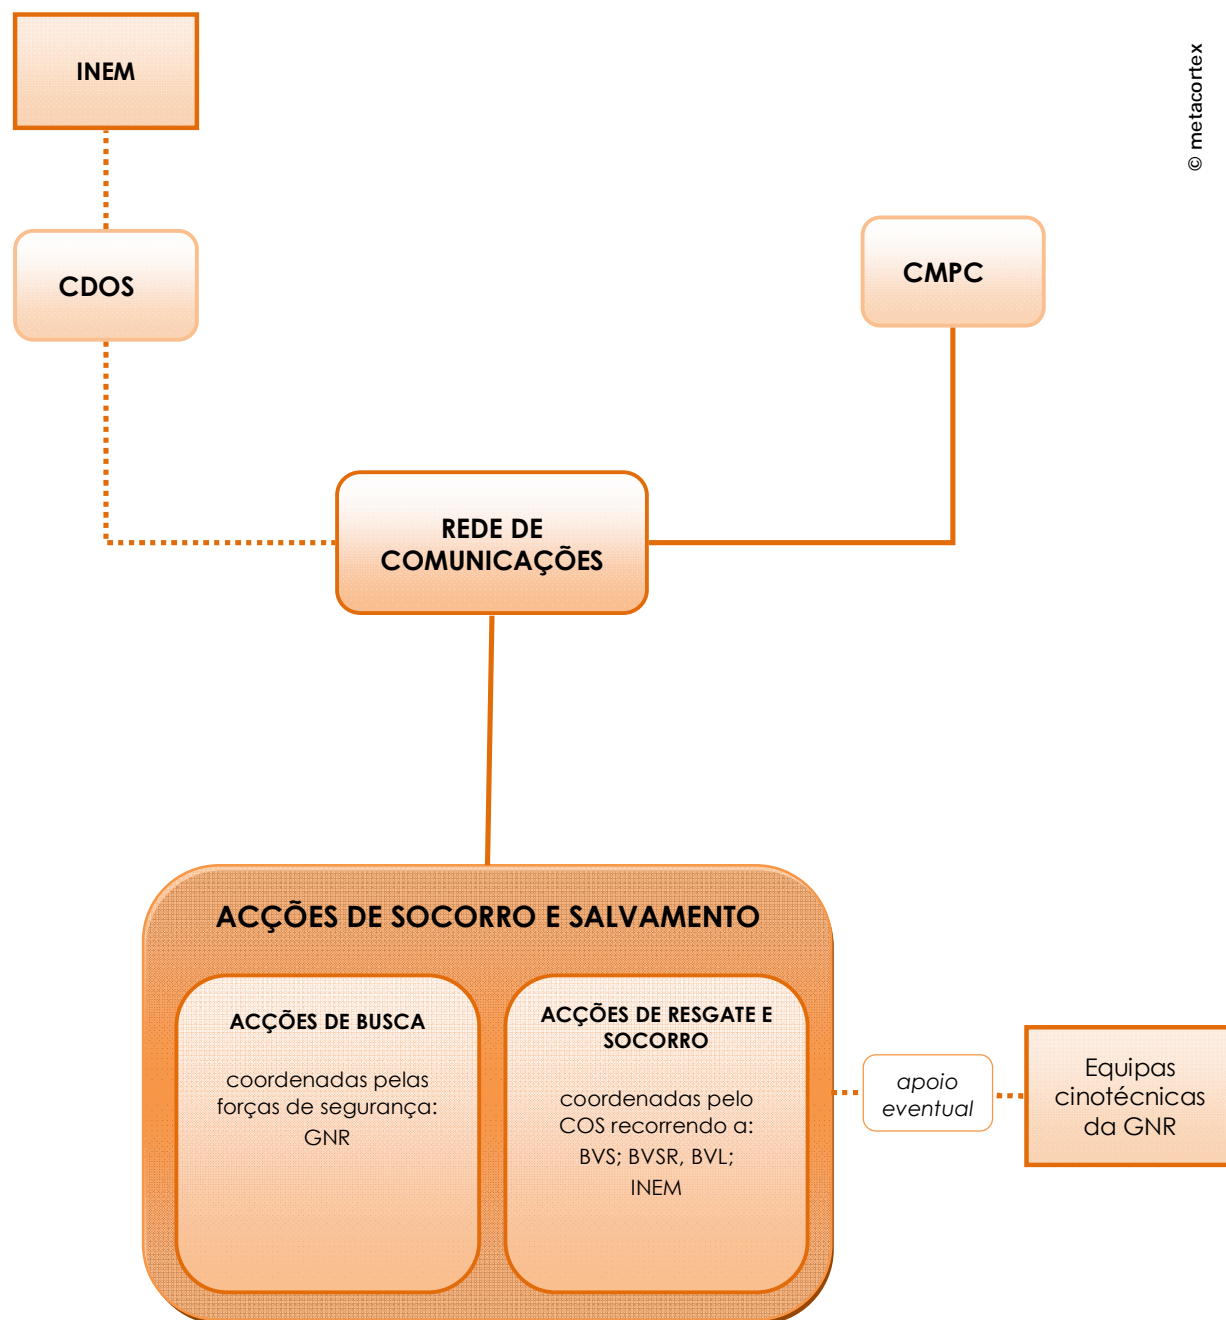 INEM
© metacortex
CDOS
CMPC
REDE DE
COMUNICAÇÕES
ACÇÕES DE SOCORRO E SALVAMENTO
ACÇÕES DE BUSCA
coordenadas pelas
forças de segurança:
GNR
ACÇÕES DE RESGATE E
SOCORRO
coordenadas pelo
COS recorrendo a:
BVS; BVSR, BVL;
INEM
apoio
eventual
Equipas
cinotécnicas
da GNR